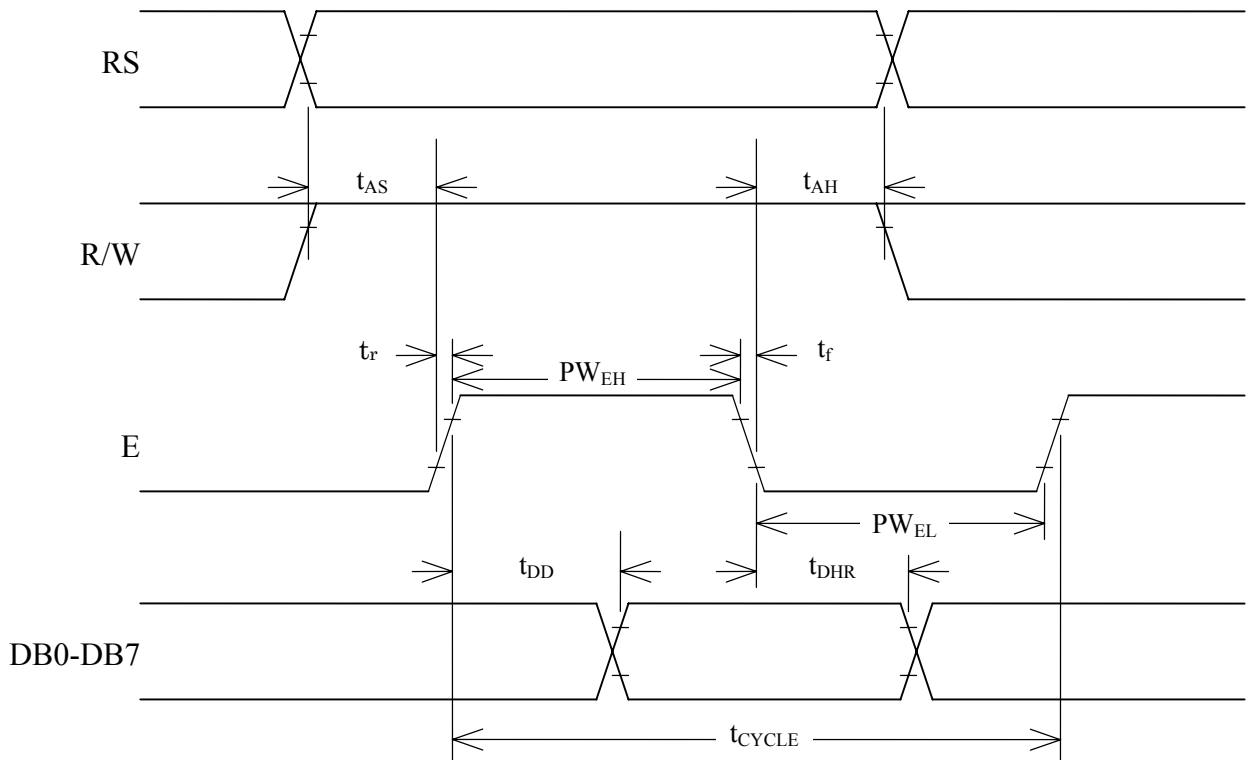 RS
tAS
tAH
R/W
tr
PWEH
tf
E
PWEL
tDD
tDHR
DB0-DB7
tCYCLE